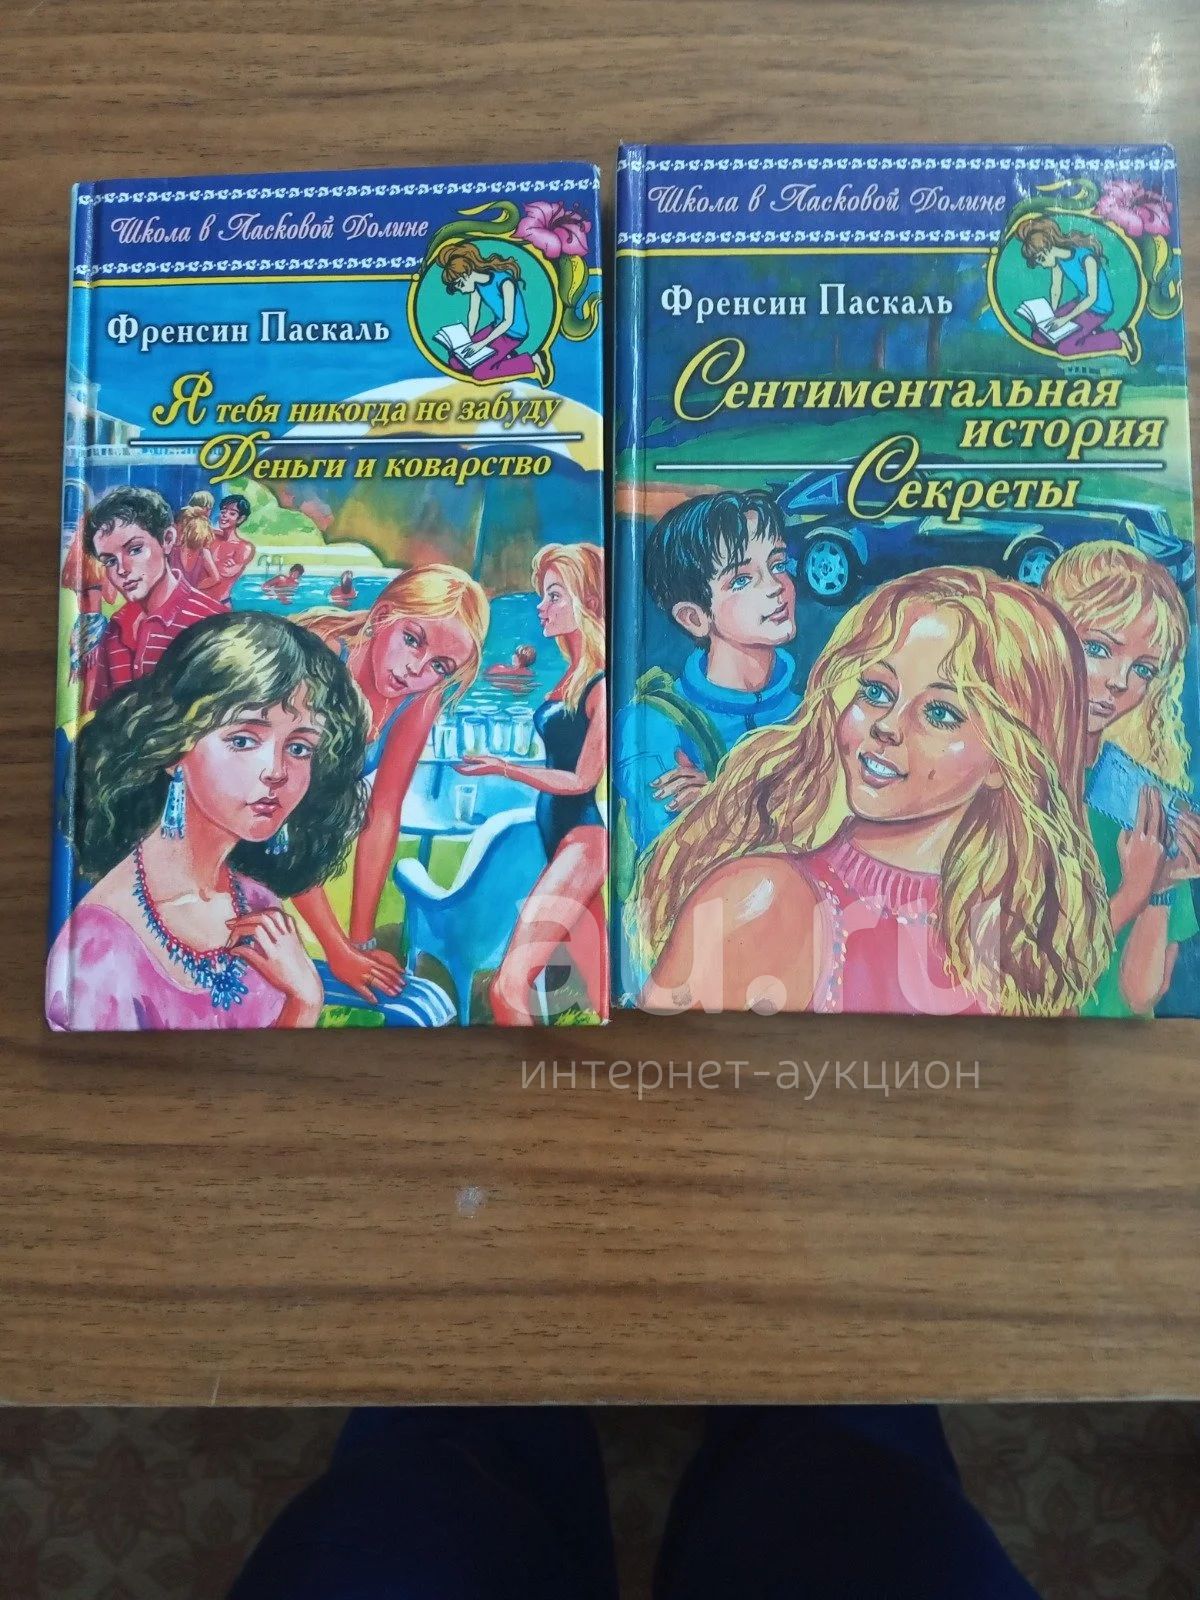 Школа в Ласковой Долине
Френсин Паскаль
Я тебя никогда не забуду
Деньги и коварство
Школа в Ласковой Долине
Френсин Паскаль
Сентиментальная
история
Секреты
au.ru
интернет-аукцион